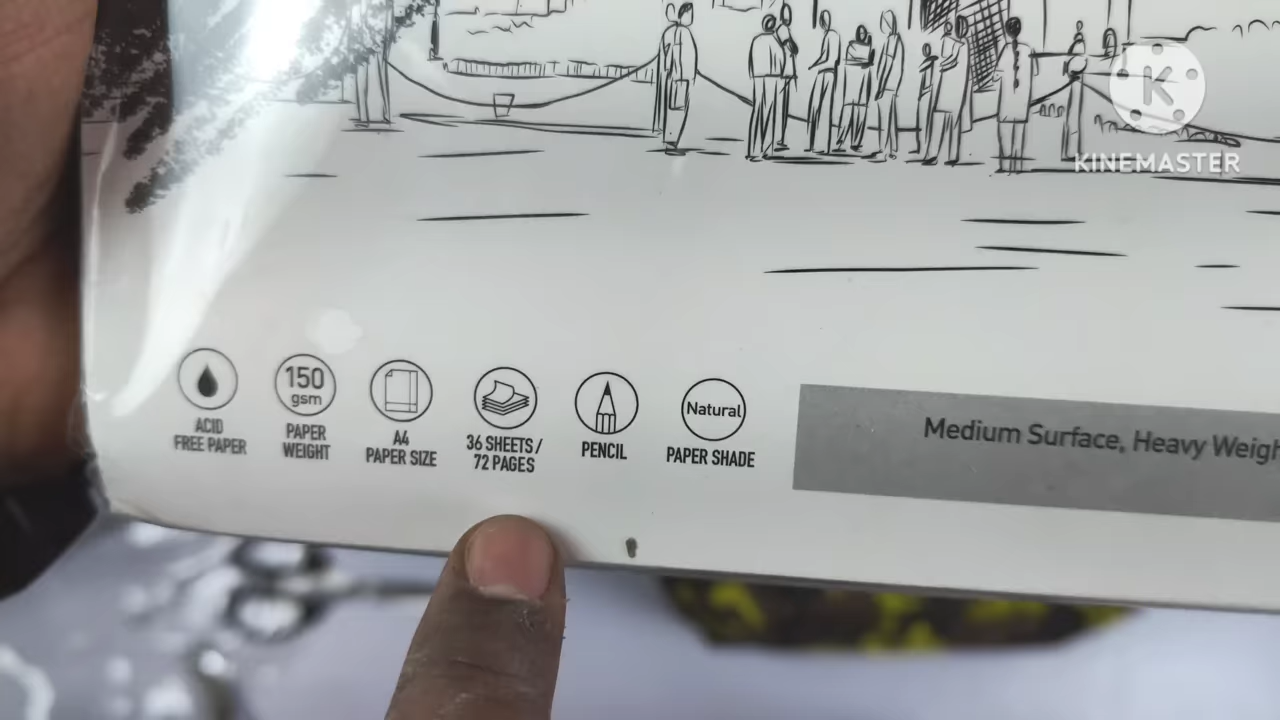 K
KINEMASTER
150
gsm
Natural
ACID
FREE PAPER
PAPER
WEIGHT
A4
PAPER SIZE
36 SHEETS/
72 PAGES
PENCIL
PAPER SHADE
Medium Surface, Heavy Weigh